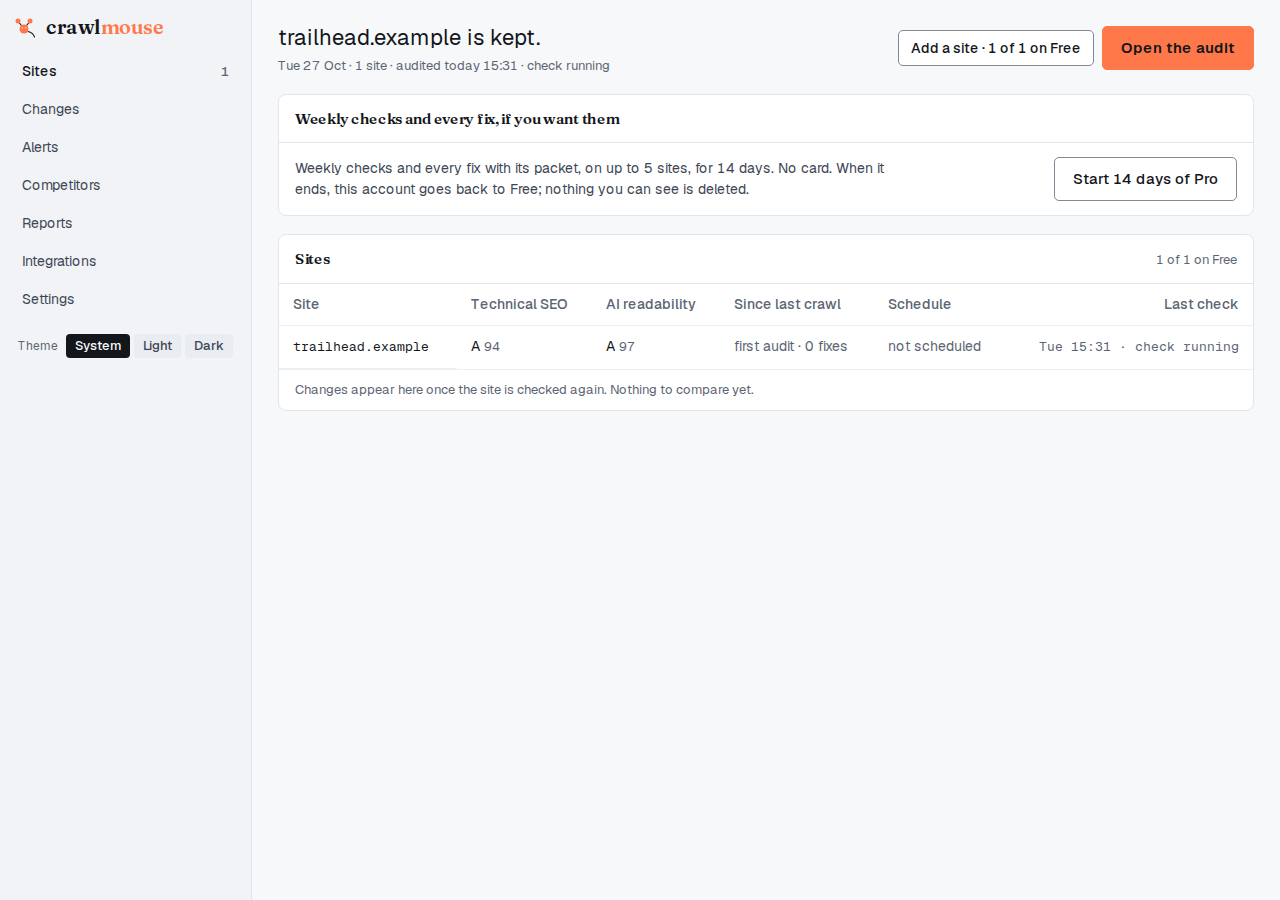 crawlmouse
Sites 1
Changes
Alerts
Competitors
Reports
Integrations
Settings
Theme System Light Dark
trailhead.example is kept.
Tue 27 Oct · 1 site · audited today 15:31 · check running
Add a site · 1 of 1 on Free
Open the audit
Weekly checks and every fix, if you want them
Weekly checks and every fix with its packet, on up to 5 sites, for 14 days. No card. When it
ends, this account goes back to Free; nothing you can see is deleted.
Start 14 days of Pro
Sites 1 of 1 on Free
Site Technical SEO AI readability Since last crawl Schedule Last check
trailhead.example A 94 A 97 first audit · 0 fixes not scheduled Tue 15:31 · check running
Changes appear here once the site is checked again. Nothing to compare yet.